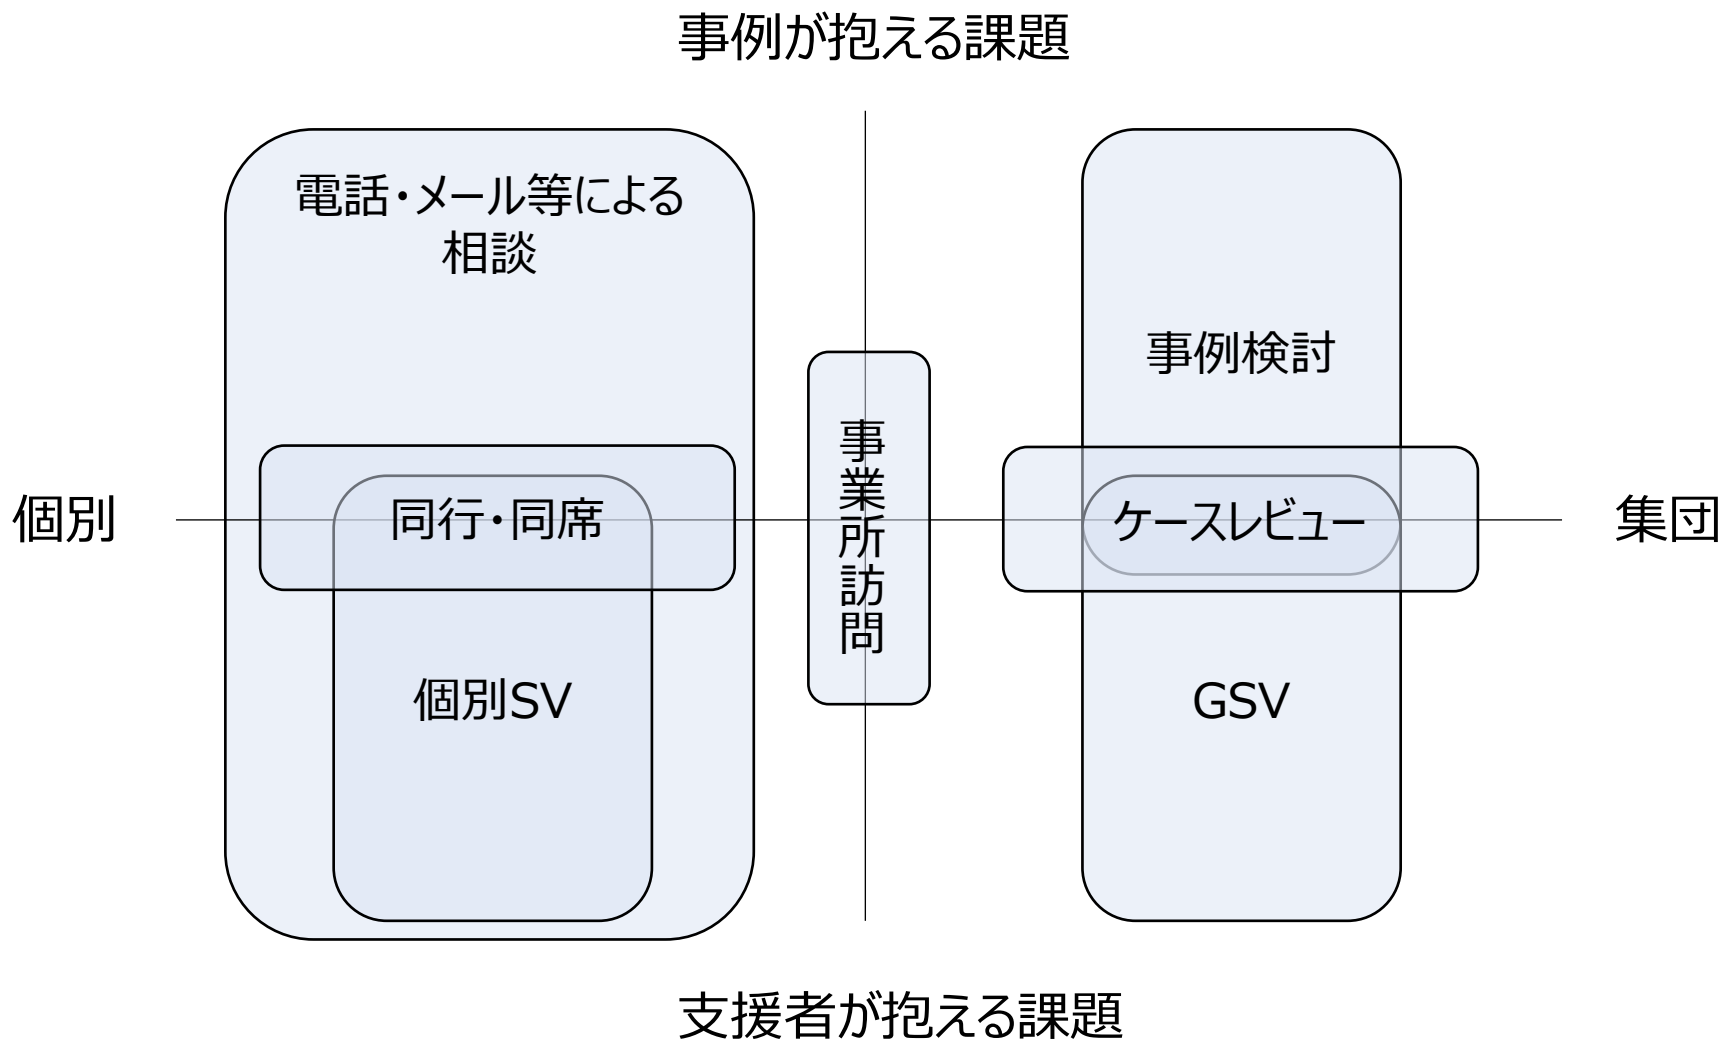 事例が抱える課題
電話・メール等による
相談
事例検討
個別
同行・同席
事業所訪問
ケースレビュー
集団
個別SV
GSV
支援者が抱える課題